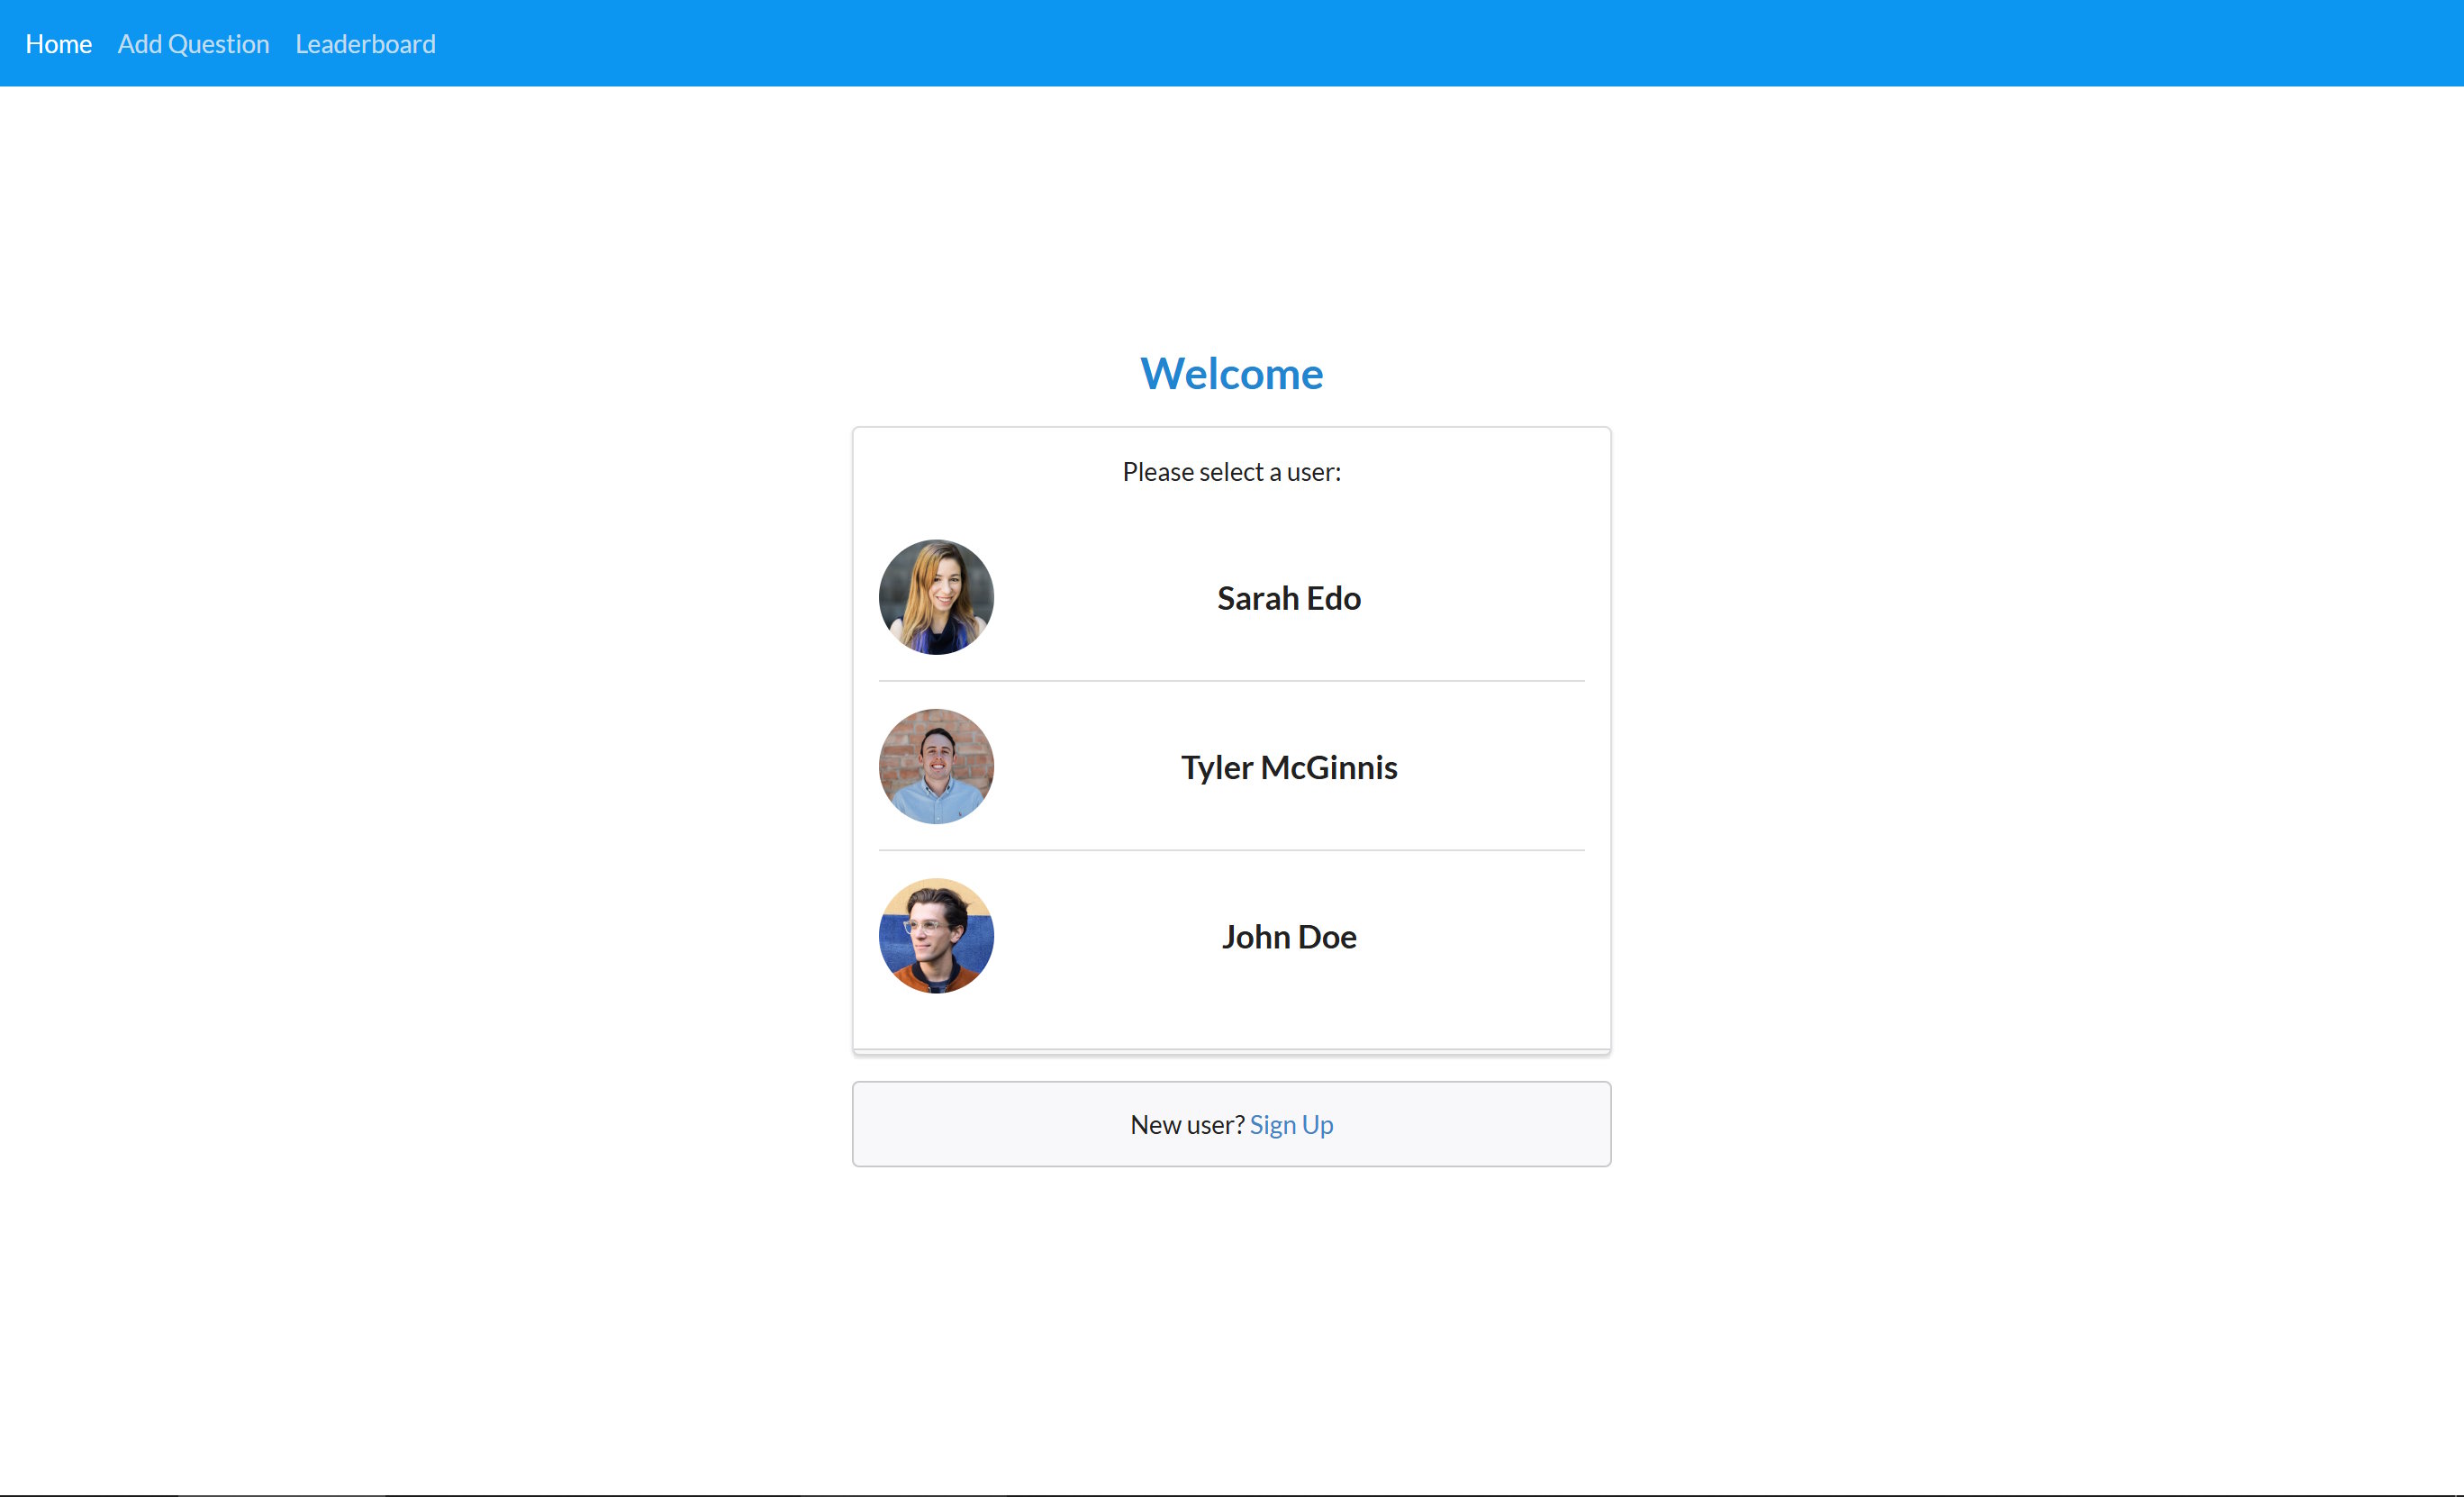 Home Add Question Leaderboard
Welcome
Please select a user:
Sarah Edo
Tyler McGinnis
John Doe
New user? Sign Up